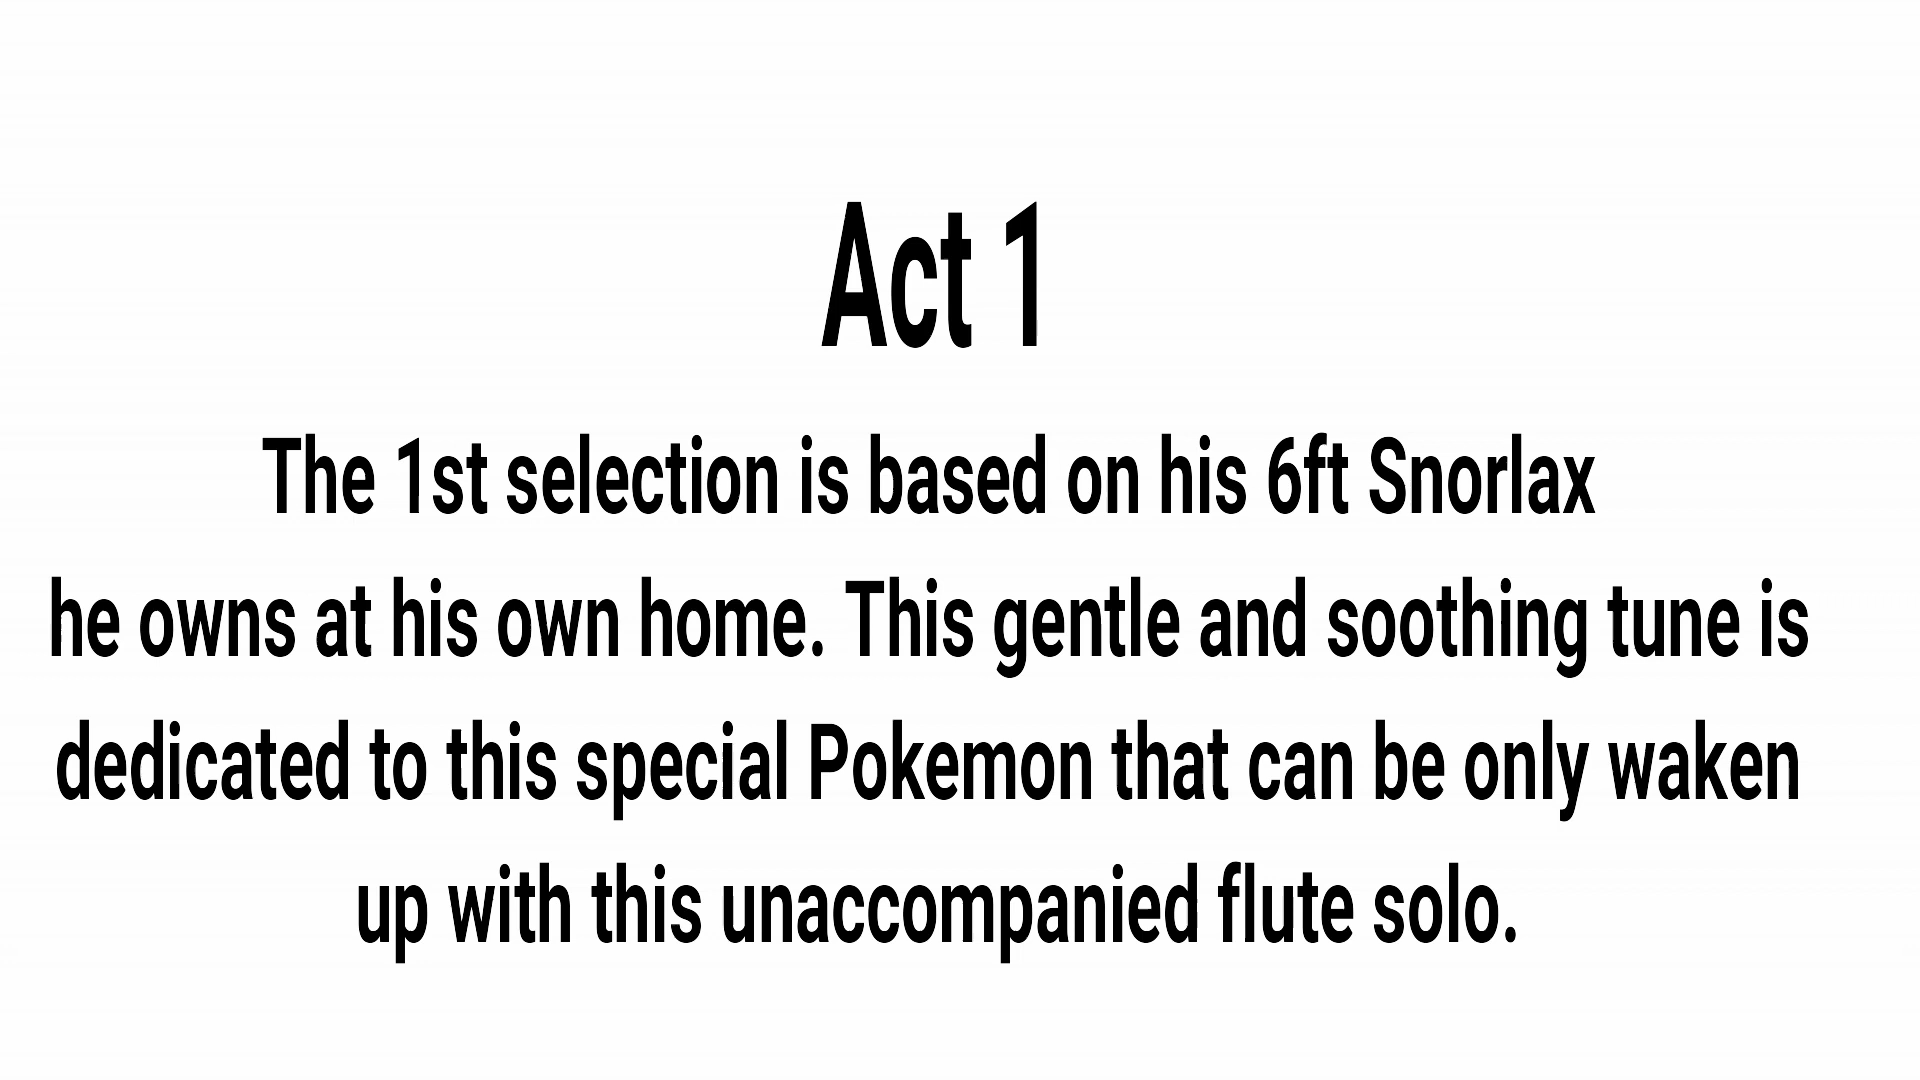 Act 1
The 1st selection is based on his 6ft Snorlax
he owns at his own home. This gentle and soothing tune is
dedicated to this special Pokemon that can be only waken
up with this unaccompanied flute solo.